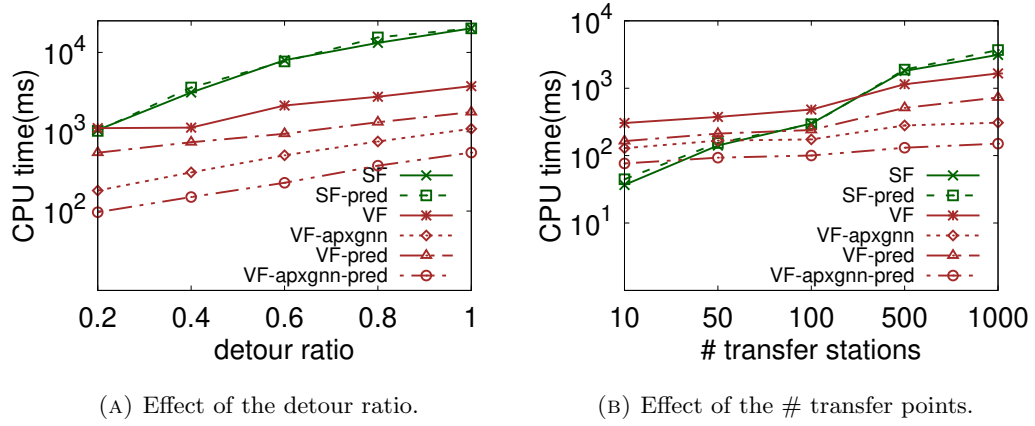 CPU time(ms)
10^4
10^3
10^2
SF
SF-pred
VF
VF-apxgnn
VF-pred
VF-apxgnn-pred
0.2 0.4 0.6 0.8 1
detour ratio
(A) Effect of the detour ratio.
CPU time(ms)
10^4
10^3
10^2
10^1
SF
SF-pred
VF
VF-apxgnn
VF-pred
VF-apxgnn-pred
10 50 100 500 1000
# transfer stations
(B) Effect of the # transfer points.